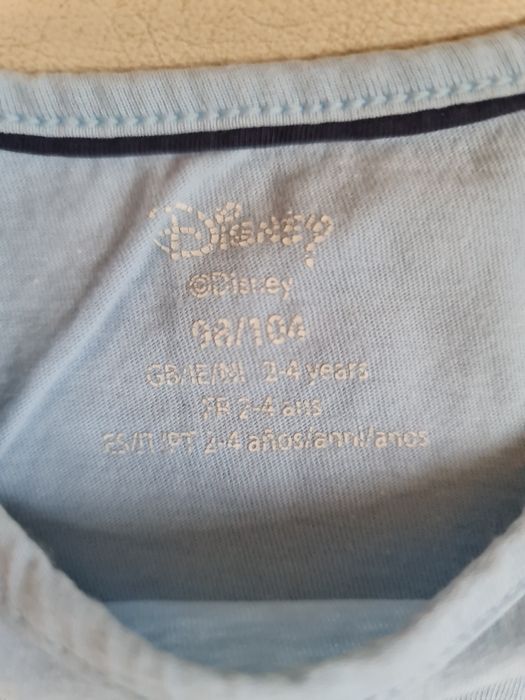 Disney
©Disney
98/104
GB/IE/NI 2-4 years
FR 2-4 ans
ES/IT/PT 2-4 años/anni/anos